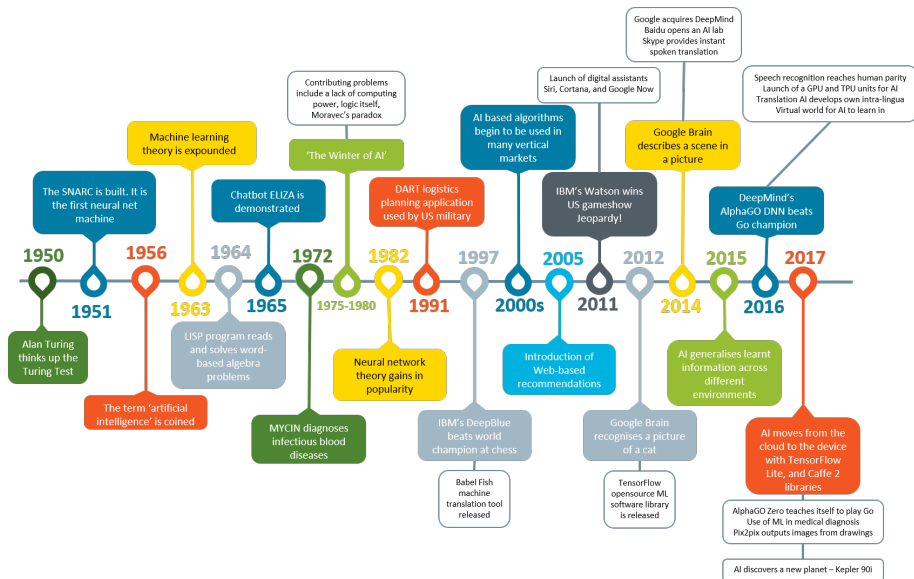 Google acquires DeepMind
Baidu opens an AI lab
Skype provides instant
spoken translation
Contributing problems
include a lack of computing
power, logic itself,
Moravec's paradox
Launch of digital assistants
Siri, Cortana, and Google Now
Speech recognition reaches human parity
Launch of a GPU and TPU units for AI
Translation AI develops own intra-lingua
Virtual world for AI to learn in
Machine learning
theory is expounded
'The Winter of AI'
AI based algorithms
begin to be used in
many vertical
markets
Google Brain
describes a scene in
a picture
The SNARC is built. It is
the first neural net
machine
Chatbot ELIZA is
demonstrated
DART logistics
planning application
used by US military
IBM's Watson wins
US gameshow
Jeopardy!
DeepMind's
AlphaGO DNN beats
Go champion
1950
1951
1956
1963
1964
1965
1972
1975-1980
1982
1991
1997
2000s
2005
2011
2012
2014
2015
2016
2017
Alan Turing
thinks up the
Turing Test
The term 'artificial
intelligence' is coined
LISP program reads
and solves word-
based algebra
problems
MYCIN diagnoses
infectious blood
diseases
Neural network
theory gains in
popularity
IBM's DeepBlue
beats world
champion at chess
Babel Fish
machine
translation tool
released
Introduction of
Web-based
recommendations
Google Brain
recognises a picture
of a cat
TensorFlow
opensource ML
software library
is released
AI generalises learnt
information across
different
environments
AI moves from the
cloud to the device
with TensorFlow
Lite, and Caffe 2
libraries
AlphaGO Zero teaches itself to play Go
Use of ML in medical diagnosis
Pix2pix outputs images from drawings
AI discovers a new planet – Kepler 90i